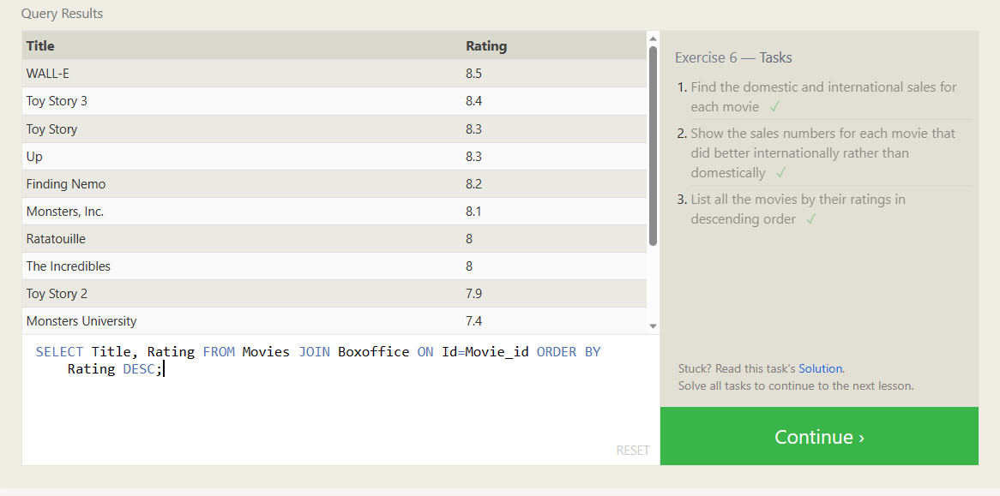 Query Results
Title Rating
WALL-E 8.5
Toy Story 3 8.4
Toy Story 8.3
Up 8.3
Finding Nemo 8.2
Monsters, Inc. 8.1
Ratatouille 8
The Incredibles 8
Toy Story 2 7.9
Monsters University 7.4
SELECT Title, Rating FROM Movies JOIN Boxoffice ON Id=Movie_id ORDER BY
Rating DESC;
RESET
Exercise 6 — Tasks
1. Find the domestic and international sales for
each movie ✓
2. Show the sales numbers for each movie that
did better internationally rather than
domestically ✓
3. List all the movies by their ratings in
descending order ✓
Stuck? Read this task's Solution.
Solve all tasks to continue to the next lesson.
Continue ›